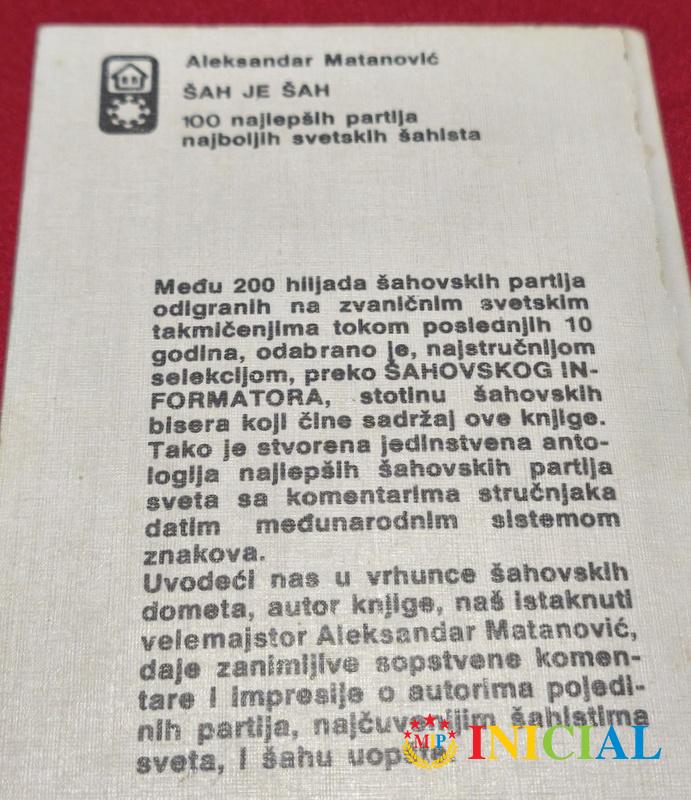 Aleksandar Matanović
ŠAH JE ŠAH
100 najlepših partija
najboljih svetskih šahista
Među 200 hiljada šahovskih partija
odigranih na zvaničnim svetskim
takmičenjima tokom poslednjih 10
godina, odabrano je, najstručnijom
selekcijom, preko ŠAHOVSKOG IN-
FORMATORA, stotinu šahovskih
bisera koji čine sadržaj ove knjige.
Tako je stvorena jedinstvena anto-
logija najlepših šahovskih partija
sveta sa komentarima stručnjaka
datim međunarodnim sistemom
znakova.
Uvodeći nas u vrhunce šahovskih
dometa, autor knjige, naš istaknuti
velemajstor Aleksandar Matanović,
daje zanimljive sopstvene komen-
tare i impresije o autorima pojedi-
nih partija, najčuvenijim šahistima
sveta, i šahu uopšte.
MP INICIAL